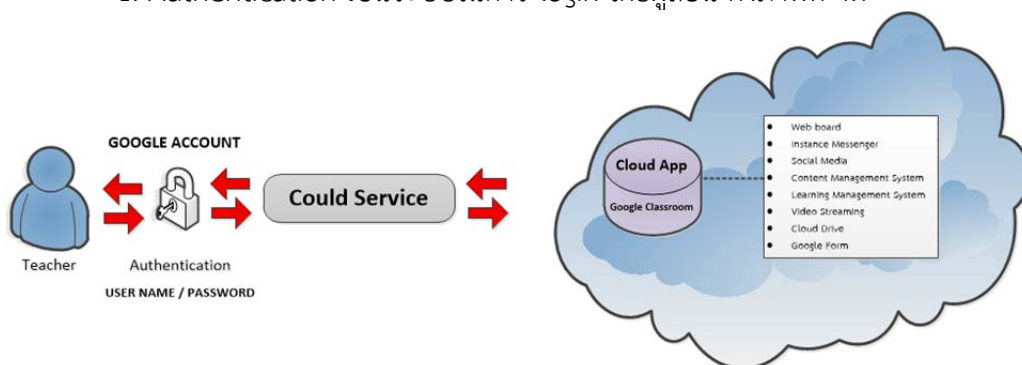 Login
GOOGLE ACCOUNT
Teacher
Authentication
USER NAME / PASSWORD
Could Service
Cloud App
Google Classroom
Web board
Instance Messenger
Social Media
Content Management System
Learning Management System
Video Streaming
Cloud Drive
Google Form